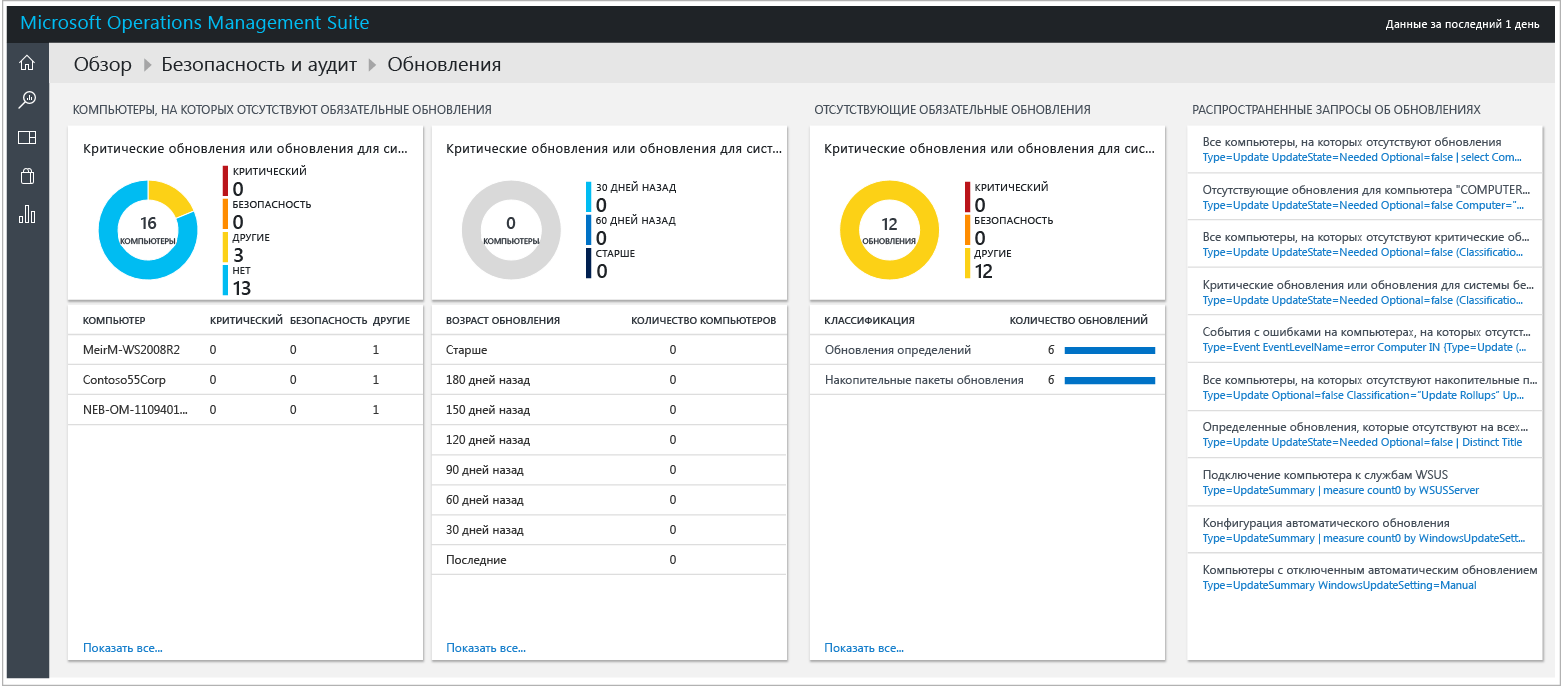 Microsoft Operations Management Suite
Данные за последний 1 день
Обзор Безопасность и аудит Обновления
КОМПЬЮТЕРЫ, НА КОТОРЫХ ОТСУТСТВУЮТ ОБЯЗАТЕЛЬНЫЕ ОБНОВЛЕНИЯ
Критические обновления или обновления для си...
16
КОМПЬЮТЕРЫ
КРИТИЧЕСКИЙ
0
БЕЗОПАСНОСТЬ
0
ДРУГИЕ
3
НЕТ
13
КОМПЬЮТЕР КРИТИЧЕСКИЙ БЕЗОПАСНОСТЬ ДРУГИЕ
MeirM-WS2008R2 0 0 1
Contoso55Corp 0 0 1
NEB-OM-1109401... 0 0 1
Показать все...
Критические обновления или обновления для сист...
0
КОМПЬЮТЕРЫ
30 ДНЕЙ НАЗАД
0
60 ДНЕЙ НАЗАД
0
СТАРШЕ
0
ВОЗРАСТ ОБНОВЛЕНИЯ КОЛИЧЕСТВО КОМПЬЮТЕРОВ
Старше 0
180 дней назад 0
150 дней назад 0
120 дней назад 0
90 дней назад 0
60 дней назад 0
30 дней назад 0
Последние 0
Показать все...
ОТСУТСТВУЮЩИЕ ОБЯЗАТЕЛЬНЫЕ ОБНОВЛЕНИЯ
Критические обновления или обновления для сис...
12
ОБНОВЛЕНИЯ
КРИТИЧЕСКИЙ
0
БЕЗОПАСНОСТЬ
0
ДРУГИЕ
12
КЛАССИФИКАЦИЯ КОЛИЧЕСТВО ОБНОВЛЕНИЙ
Обновления определений 6
Накопительные пакеты обновления 6
Показать все...
РАСПРОСТРАНЕННЫЕ ЗАПРОСЫ ОБ ОБНОВЛЕНИЯХ
Все компьютеры, на которых отсутствуют обновления
Type=Update UpdateState=Needed Optional=false | select Com...
Отсутствующие обновления для компьютера "COMPUTER...
Type=Update UpdateState=Needed Optional=false Computer="...
Все компьютеры, на которых отсутствуют критические об...
Type=Update UpdateState=Needed Optional=false (Classificatio...
Критические обновления или обновления для системы бе...
Type=Update UpdateState=Needed Optional=false (Classificatio...
События с ошибками на компьютерах, на которых отсутст...
Type=Event EventLevelName=error Computer IN {Type=Update (...
Все компьютеры, на которых отсутствуют накопительные п...
Type=Update Optional=false Classification="Update Rollups" Up...
Определенные обновления, которые отсутствуют на всех...
Type=Update UpdateState=Needed Optional=false | Distinct Title
Подключение компьютера к службам WSUS
Type=UpdateSummary | measure count0 by WSUSServer
Конфигурация автоматического обновления
Type=UpdateSummary | measure count0 by WindowsUpdateSett...
Компьютеры с отключенным автоматическим обновлением
Type=UpdateSummary WindowsUpdateSetting=Manual